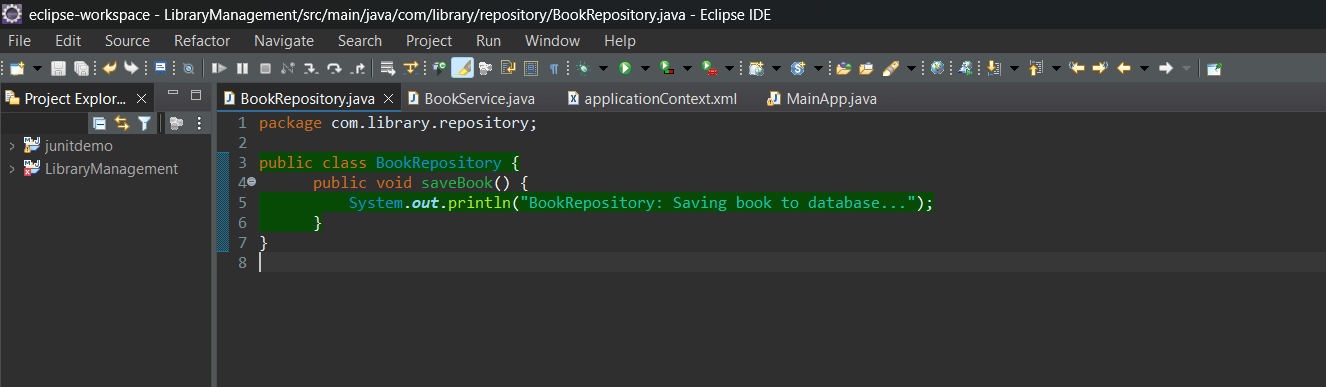 eclipse-workspace - LibraryManagement/src/main/java/com/library/repository/BookRepository.java - Eclipse IDE
File Edit Source Refactor Navigate Search Project Run Window Help
Project Explor...
BookRepository.java BookService.java applicationContext.xml MainApp.java
junitdemo
LibraryManagement
1 package com.library.repository;
2
3 public class BookRepository {
4 public void saveBook() {
5 System.out.println("BookRepository: Saving book to database...");
6 }
7 }
8